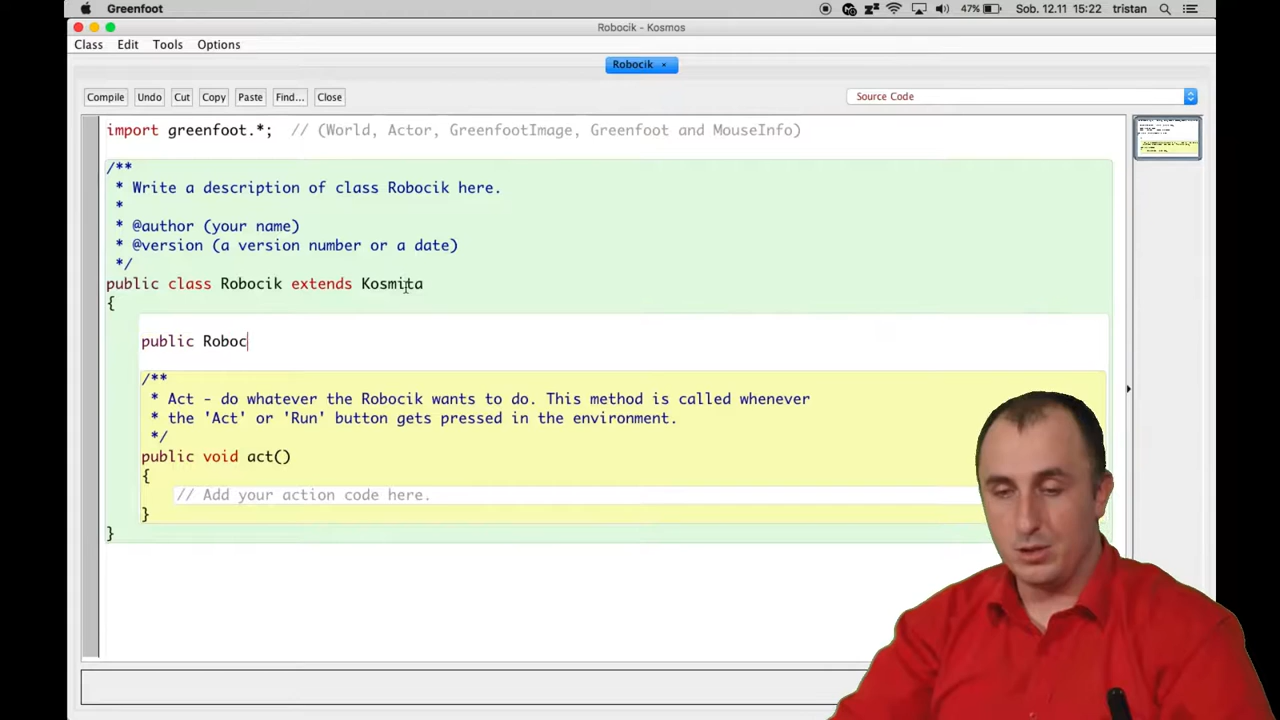 Greenfoot
47%
Sob. 12.11 15:22
tristan
Robocik - Kosmos
Class Edit Tools Options
Robocik ×
Compile Undo Cut Copy Paste Find... Close
Source Code
import greenfoot.*;  // (World, Actor, GreenfootImage, Greenfoot and MouseInfo)
/**
* Write a description of class Robocik here.
*
* @author (your name)
* @version (a version number or a date)
*/
public class Robocik extends Kosmita
{
public Roboc
/**
* Act - do whatever the Robocik wants to do. This method is called whenever
* the 'Act' or 'Run' button gets pressed in the environment.
*/
public void act()
{
// Add your action code here.
}
}